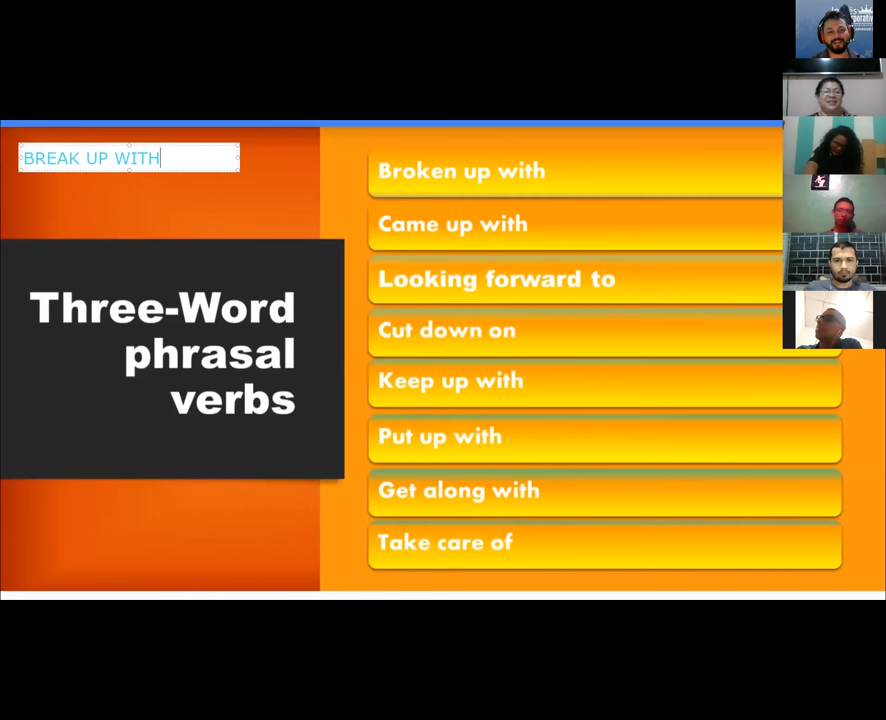 BREAK UP WITH
Three-Word
phrasal
verbs
Broken up with
Came up with
Looking forward to
Cut down on
Keep up with
Put up with
Get along with
Take care of